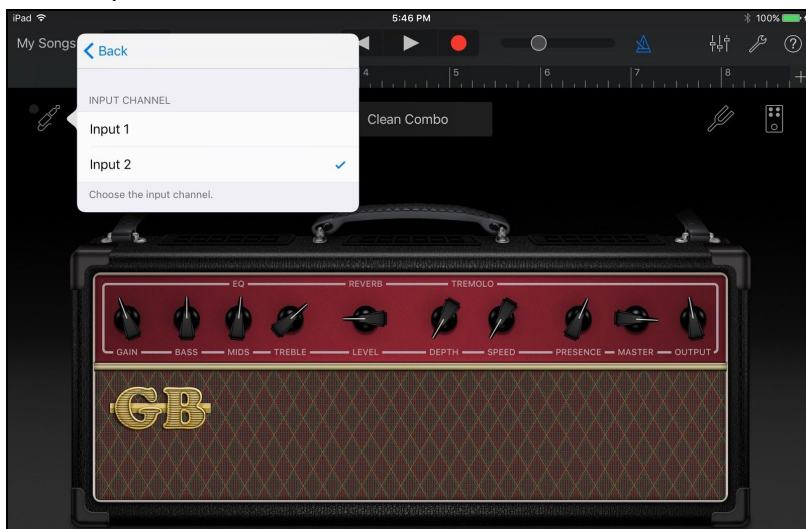 iPad 5:46 PM 100%
My Songs
Back
4 5 6 7 8 +
INPUT CHANNEL
Input 1
Clean Combo
Input 2
Choose the input channel.
EQ REVERB TREMOLO
GAIN BASS MIDS TREBLE LEVEL DEPTH SPEED PRESENCE MASTER OUTPUT
GB